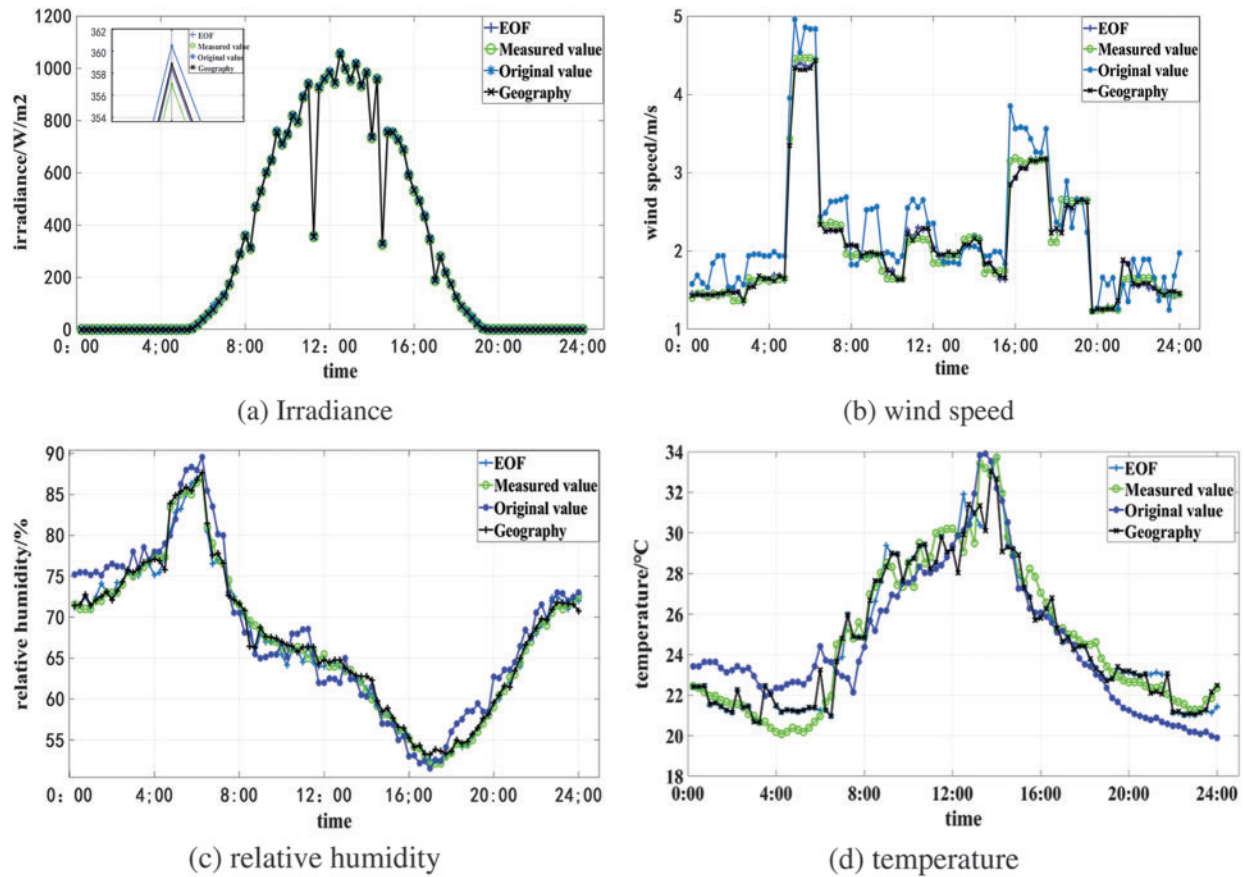 1200
1000
800
600
400
200
0
irradiance/W/m2
362
360
358
356
354
EOF
Measured value
Original value
Geography
EOF
Measured value
Original value
Geography
0：00 4;00 8:00 12：00 16;00 20:00 24:00
time
(a) Irradiance
5
4
3
2
1
wind speed/m/s
EOF
Measured value
Original value
Geography
0：00 4;00 8:00 12：00 16;00 20:00 24:00
time
(b) wind speed
90
85
80
75
70
65
60
55
relative humidity/%
EOF
Measured value
Original value
Geography
0：00 4;00 8:00 12：00 16;00 20:00 24:00
time
(c) relative humidity
34
32
30
28
26
24
22
20
18
temperature/°C
EOF
Measured value
Original value
Geography
0:00 4:00 8:00 12:00 16:00 20:00 24:00
time
(d) temperature